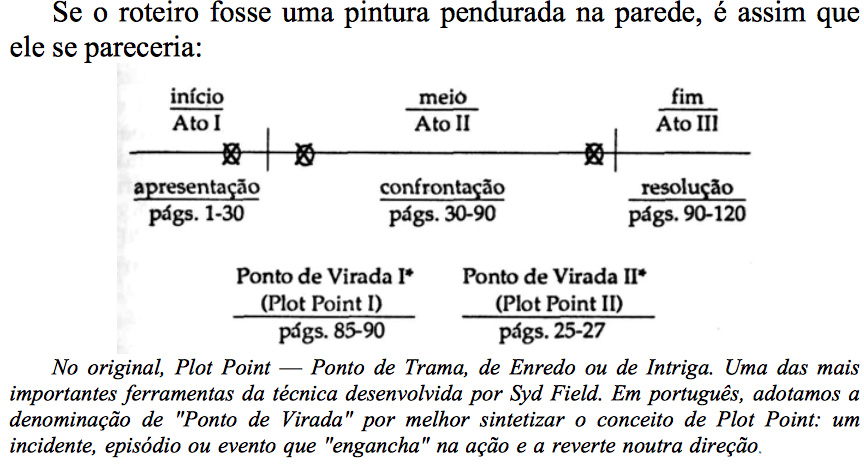 Se o roteiro fosse uma pintura pendurada na parede, é assim que
ele se pareceria:
início
Ato I
meio
Ato II
fim
Ato III
apresentação
págs. 1-30
confrontação
págs. 30-90
resolução
págs. 90-120
Ponto de Virada I*
(Plot Point I)
págs. 85-90
Ponto de Virada II*
(Plot Point II)
págs. 25-27
No original, Plot Point — Ponto de Trama, de Enredo ou de Intriga. Uma das mais
importantes ferramentas da técnica desenvolvida por Syd Field. Em português, adotamos a
denominação de "Ponto de Virada" por melhor sintetizar o conceito de Plot Point: um
incidente, episódio ou evento que "engancha" na ação e a reverte noutra direção.